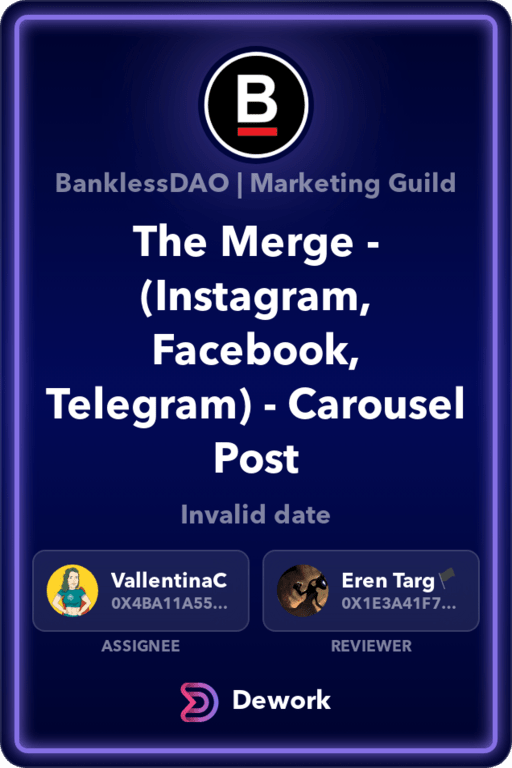 B
BanklessDAO | Marketing Guild
The Merge -
(Instagram,
Facebook,
Telegram) - Carousel
Post
Invalid date
VallentinaC
0X4BA11A55...
Eren Targ🏴
0X1E3A41F7...
ASSIGNEE
REVIEWER
Dework